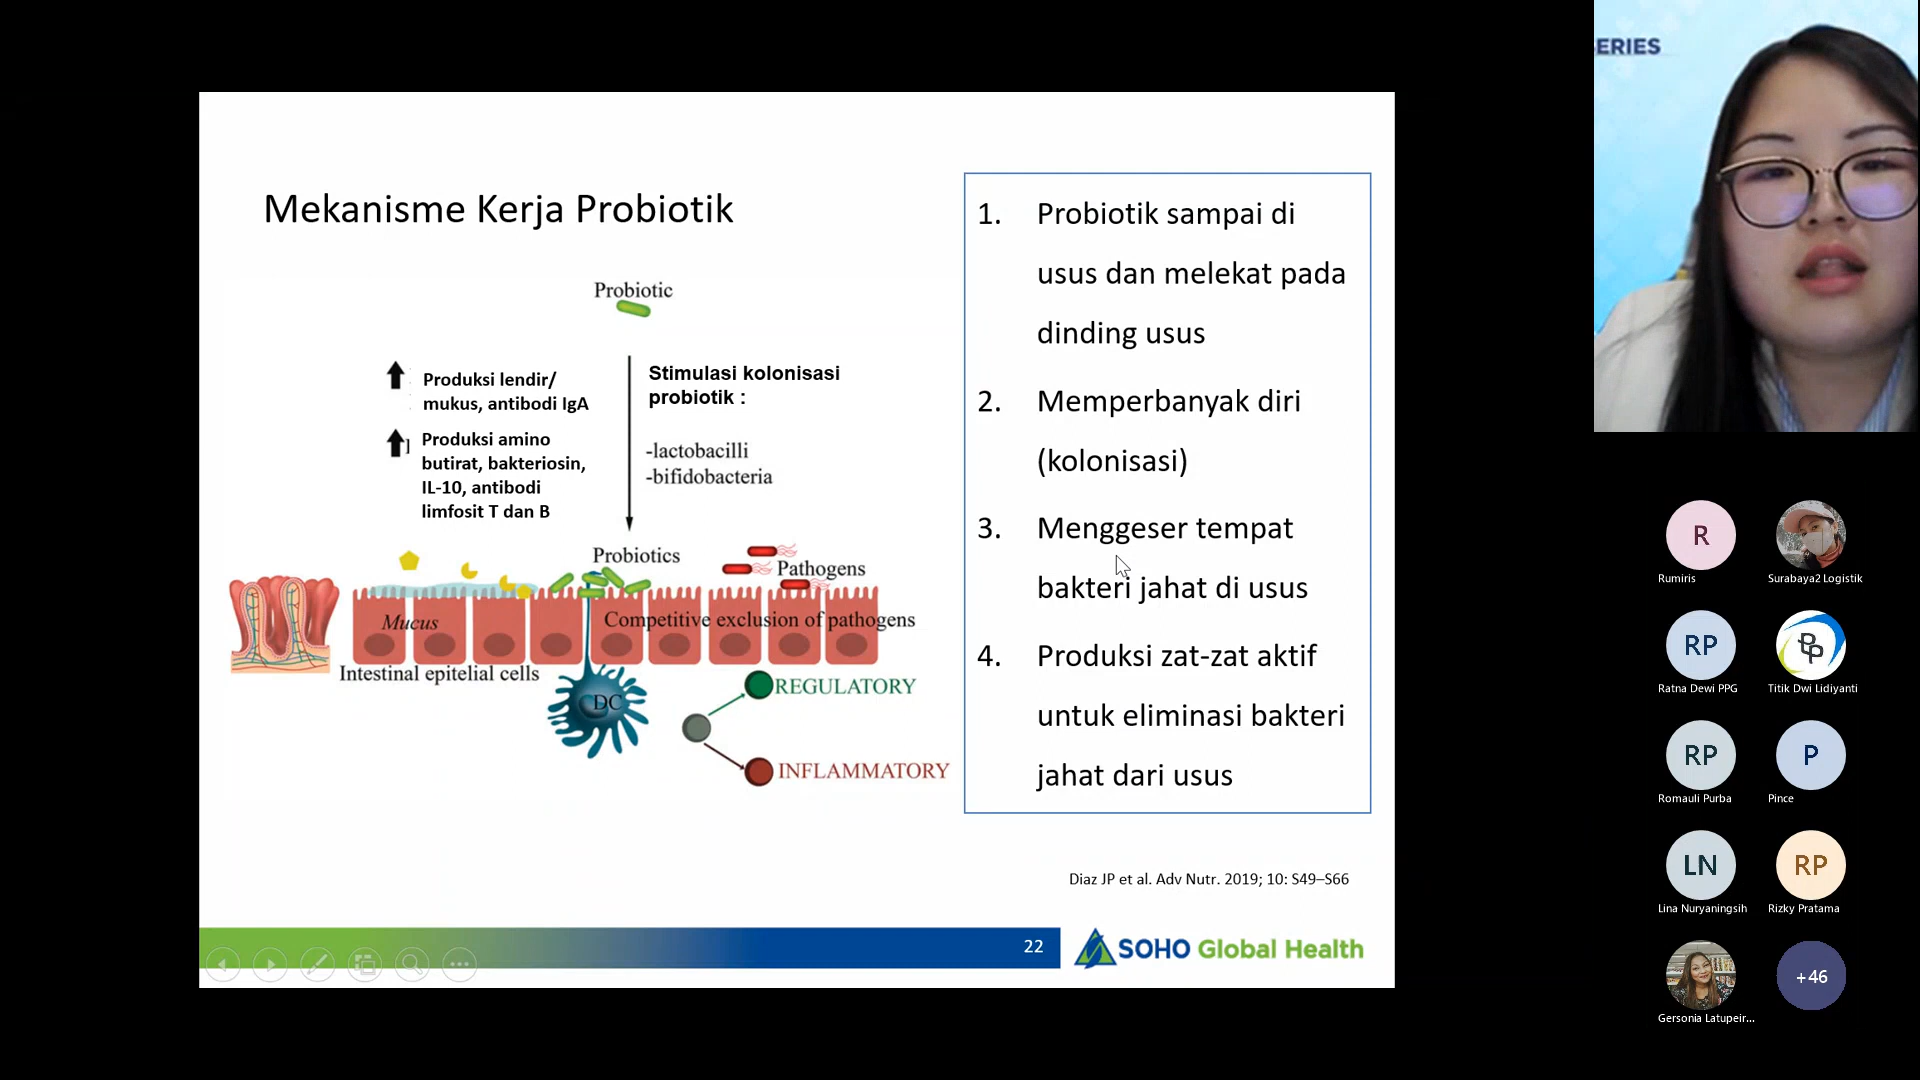 ERIES
Mekanisme Kerja Probiotik
Probiotic
Produksi lendir/
mukus, antibodi IgA
Produksi amino
butirat, bakteriosin,
IL-10, antibodi
limfosit T dan B
Stimulasi kolonisasi
probiotik :
-lactobacilli
-bifidobacteria
Probiotics
Pathogens
Mucus
Competitive exclusion of pathogens
Intestinal epitelial cells
DC
REGULATORY
INFLAMMATORY
1. Probiotik sampai di
usus dan melekat pada
dinding usus
2. Memperbanyak diri
(kolonisasi)
3. Menggeser tempat
bakteri jahat di usus
4. Produksi zat-zat aktif
untuk eliminasi bakteri
jahat dari usus
Diaz JP et al. Adv Nutr. 2019; 10: S49–S66
22
SOHO Global Health
R
Rumiris
Surabaya2 Logistik
RP
Ratna Dewi PPG
Titik Dwi Lidiyanti
RP
Romauli Purba
P
Pince
LN
Lina Nuryaningsih
RP
Rizky Pratama
Gersonia Latupeir...
+46